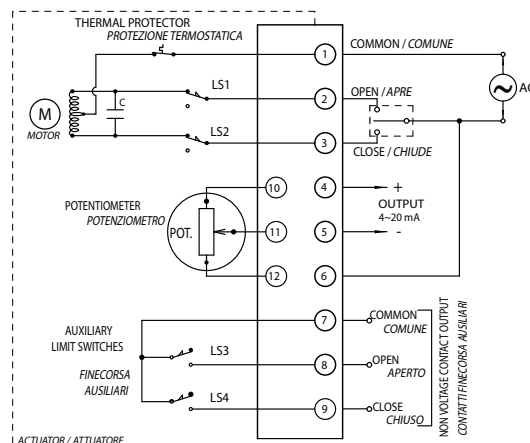 THERMAL PROTECTOR
PROTEZIONE TERMOSTATICA
1
COMMON / COMUNE
LS1
2
OPEN / APRE
AC
C
M
MOTOR
LS2
3
CLOSE / CHIUDE
10
4
+
POTENTIOMETER
POTENZIOMETRO
POT.
OUTPUT
4~20 mA
11
5
-
12
6
7
COMMON
COMUNE
AUXILIARY
LIMIT SWITCHES
LS3
8
OPEN
APERTO
FINECORSA
AUSILIARI
LS4
9
CLOSE
CHIUSO
NON VOLTAGE CONTACT OUTPUT
CONTATTI FINECORSA AUSILIARI
ACTUATOR / ATTUATORE